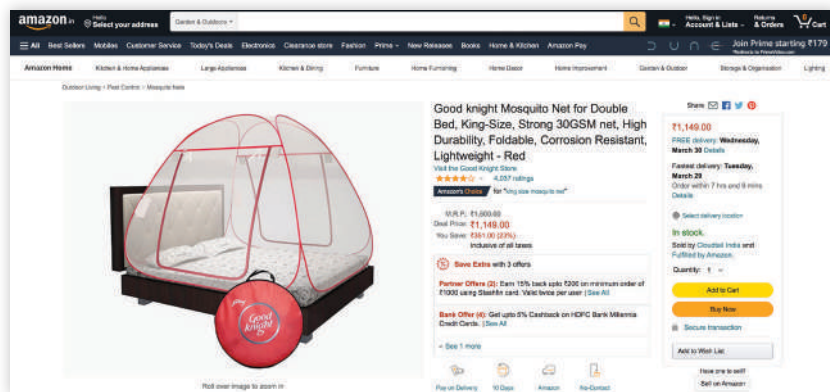 amazon.in
Hello
Select your address
Garden & Outdoors
Hello, Sign in
Account & Lists
Returns
& Orders
0
Cart
All Best Sellers Mobiles Customer Service Today's Deals Electronics Clearance store Fashion Prime New Releases Books Home & Kitchen Amazon Pay
Join Prime starting ₹179
Amazon Home Kitchen & Home Appliances Large Appliances Kitchen & Dining Furniture Home Furnishing Home Decor Home Improvement Garden & Outdoor Storage & Organisation Lighting
Outdoor Living › Pest Control › Mosquito Nets
Good knight Mosquito Net for Double
Bed, King-Size, Strong 30GSM net, High
Durability, Foldable, Corrosion Resistant,
Lightweight - Red
Visit the Good Knight Store
4,037 ratings
Amazon's Choice for "king size mosquito net"
M.R.P.: ₹1,500.00
Deal Price: ₹1,149.00
You Save: ₹351.00 (23%)
Inclusive of all taxes
Save Extra with 3 offers
Partner Offers (2): Earn 15% back upto ₹200 on minimum order of
₹1000 using Slashfin card. Valid twice per user | See All
Bank Offer (4): Get upto 5% Cashback on HDFC Bank Millennia
Credit Cards. | See All
See 1 more
Pay on Delivery
10 Days
Amazon
No-Contact
Good
knight
Roll over image to zoom in
Share
₹1,149.00
FREE delivery: Wednesday,
March 30 Details
Fastest delivery: Tuesday,
March 29
Order within 7 hrs and 9 mins
Details
Select delivery location
In stock.
Sold by Cloudtail India and
Fulfilled by Amazon.
Quantity: 1
Add to Cart
Buy Now
Secure transaction
Add to Wish List
Have one to sell?
Sell on Amazon